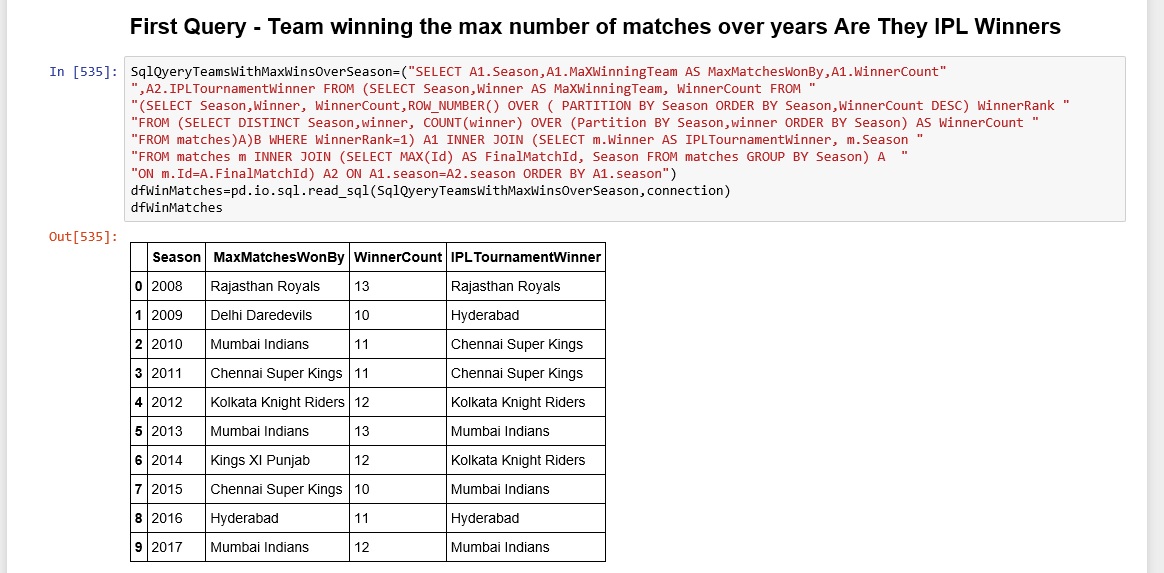 First Query - Team winning the max number of matches over years Are They IPL Winners
In [535]: SqlQyeryTeamsWithMaxWinsOverSeason=("SELECT A1.Season,A1.MaXWinningTeam AS MaxMatchesWonBy,A1.WinnerCount"
",A2.IPLTournamentWinner FROM (SELECT Season,Winner AS MaXWinningTeam, WinnerCount FROM "
"(SELECT Season,Winner, WinnerCount,ROW_NUMBER() OVER ( PARTITION BY Season ORDER BY Season,WinnerCount DESC) WinnerRank "
"FROM (SELECT DISTINCT Season,winner, COUNT(winner) OVER (Partition BY Season,winner ORDER BY Season) AS WinnerCount "
"FROM matches)A)B WHERE WinnerRank=1) A1 INNER JOIN (SELECT m.Winner AS IPLTournamentWinner, m.Season "
"FROM matches m INNER JOIN (SELECT MAX(Id) AS FinalMatchId, Season FROM matches GROUP BY Season) A  "
"ON m.Id=A.FinalMatchId) A2 ON A1.season=A2.season ORDER BY A1.season")
dfWinMatches=pd.io.sql.read_sql(SqlQyeryTeamsWithMaxWinsOverSeason,connection)
dfWinMatches
Out[535]:
Season MaxMatchesWonBy WinnerCount IPLTournamentWinner
0 2008 Rajasthan Royals 13 Rajasthan Royals
1 2009 Delhi Daredevils 10 Hyderabad
2 2010 Mumbai Indians 11 Chennai Super Kings
3 2011 Chennai Super Kings 11 Chennai Super Kings
4 2012 Kolkata Knight Riders 12 Kolkata Knight Riders
5 2013 Mumbai Indians 13 Mumbai Indians
6 2014 Kings XI Punjab 12 Kolkata Knight Riders
7 2015 Chennai Super Kings 10 Mumbai Indians
8 2016 Hyderabad 11 Hyderabad
9 2017 Mumbai Indians 12 Mumbai Indians